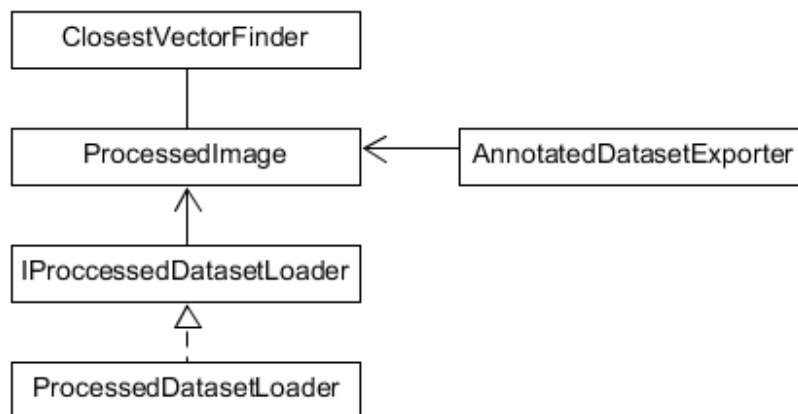 ClosestVectorFinder
ProcessedImage
AnnotatedDatasetExporter
IProccessedDatasetLoader
ProcessedDatasetLoader